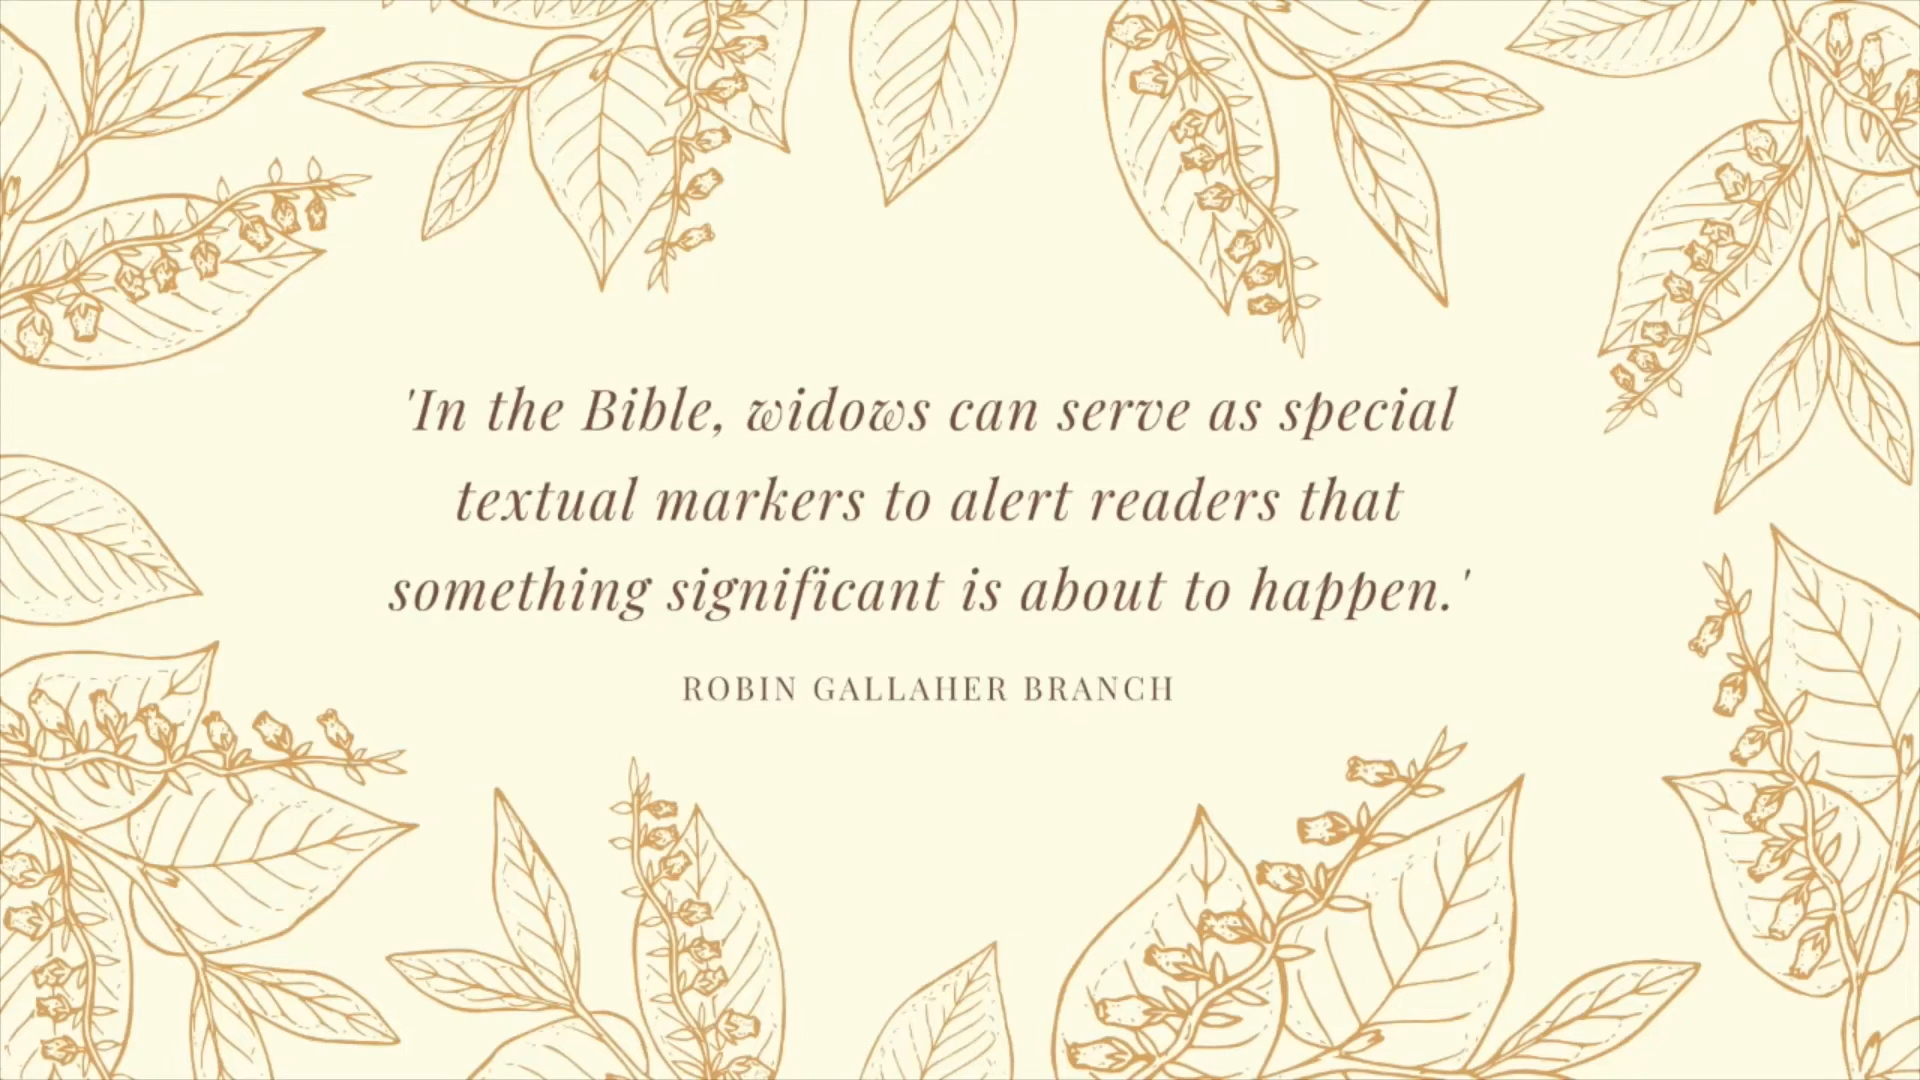 'In the Bible, widows can serve as special
textual markers to alert readers that
something significant is about to happen.'
ROBIN GALLAHER BRANCH